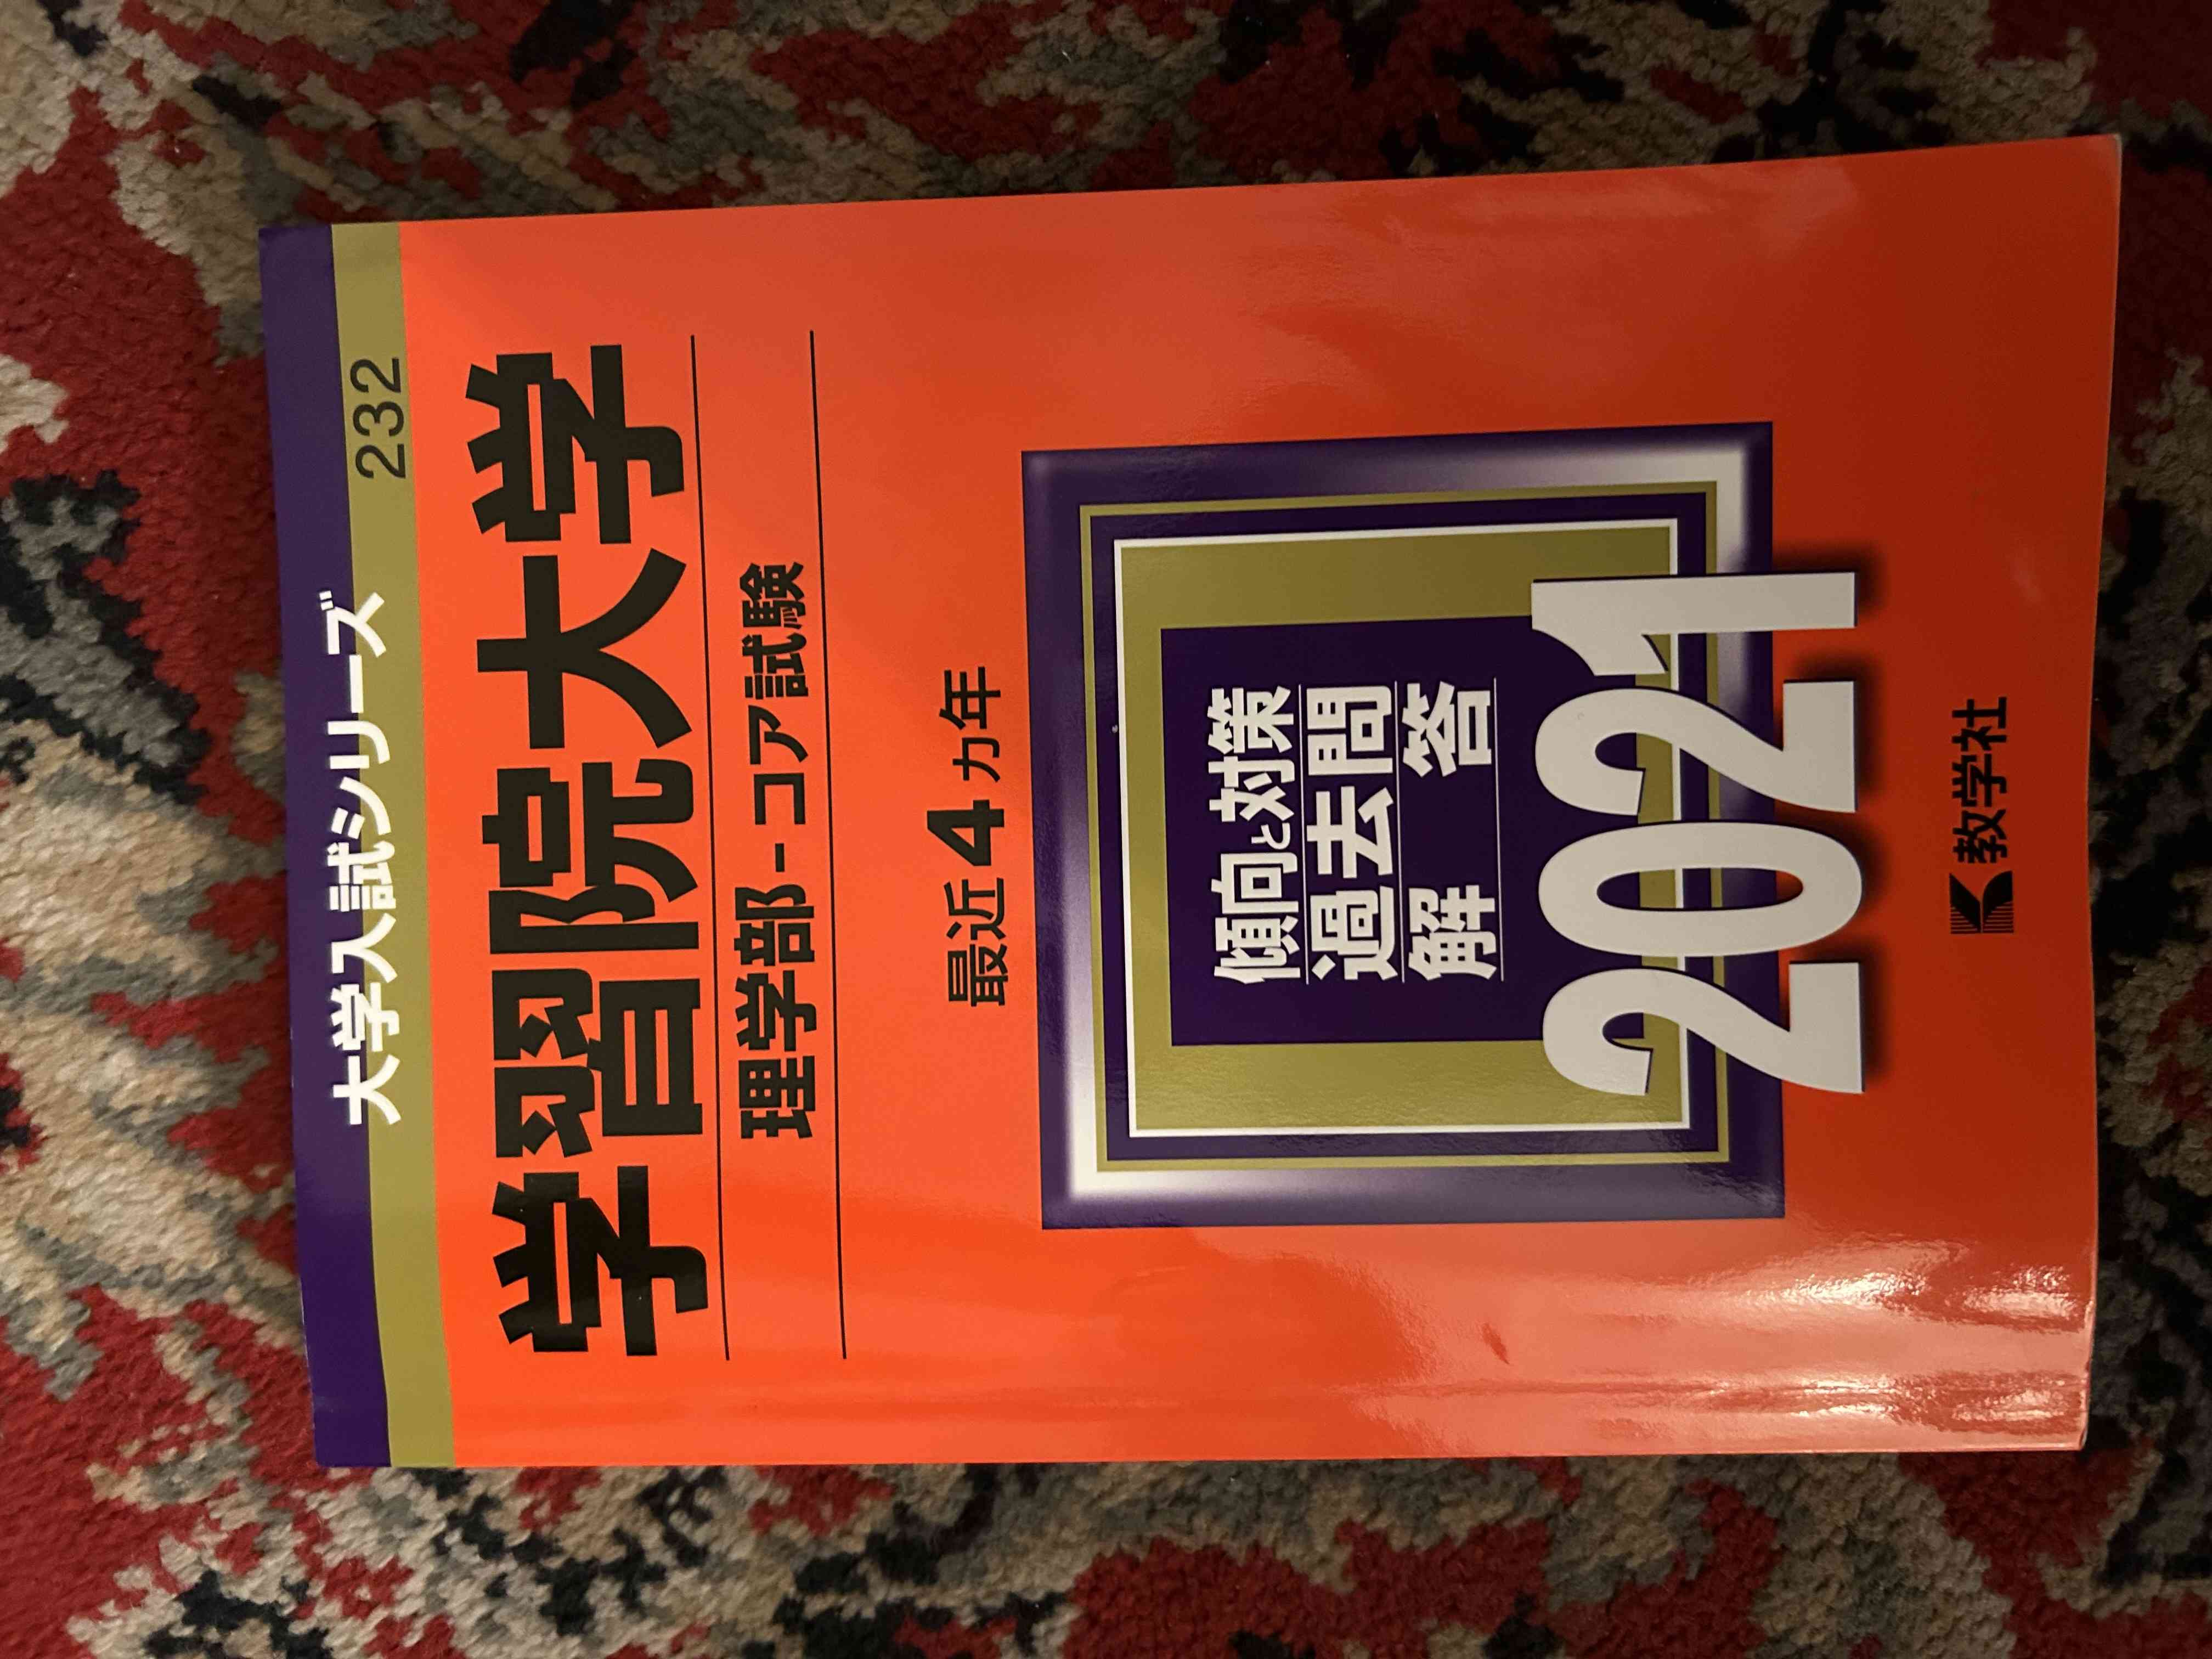 大学入試シリーズ
232
学習院大学
理学部-コア試験
最近4カ年
傾向と対策
過去問
解答
2021
教学社